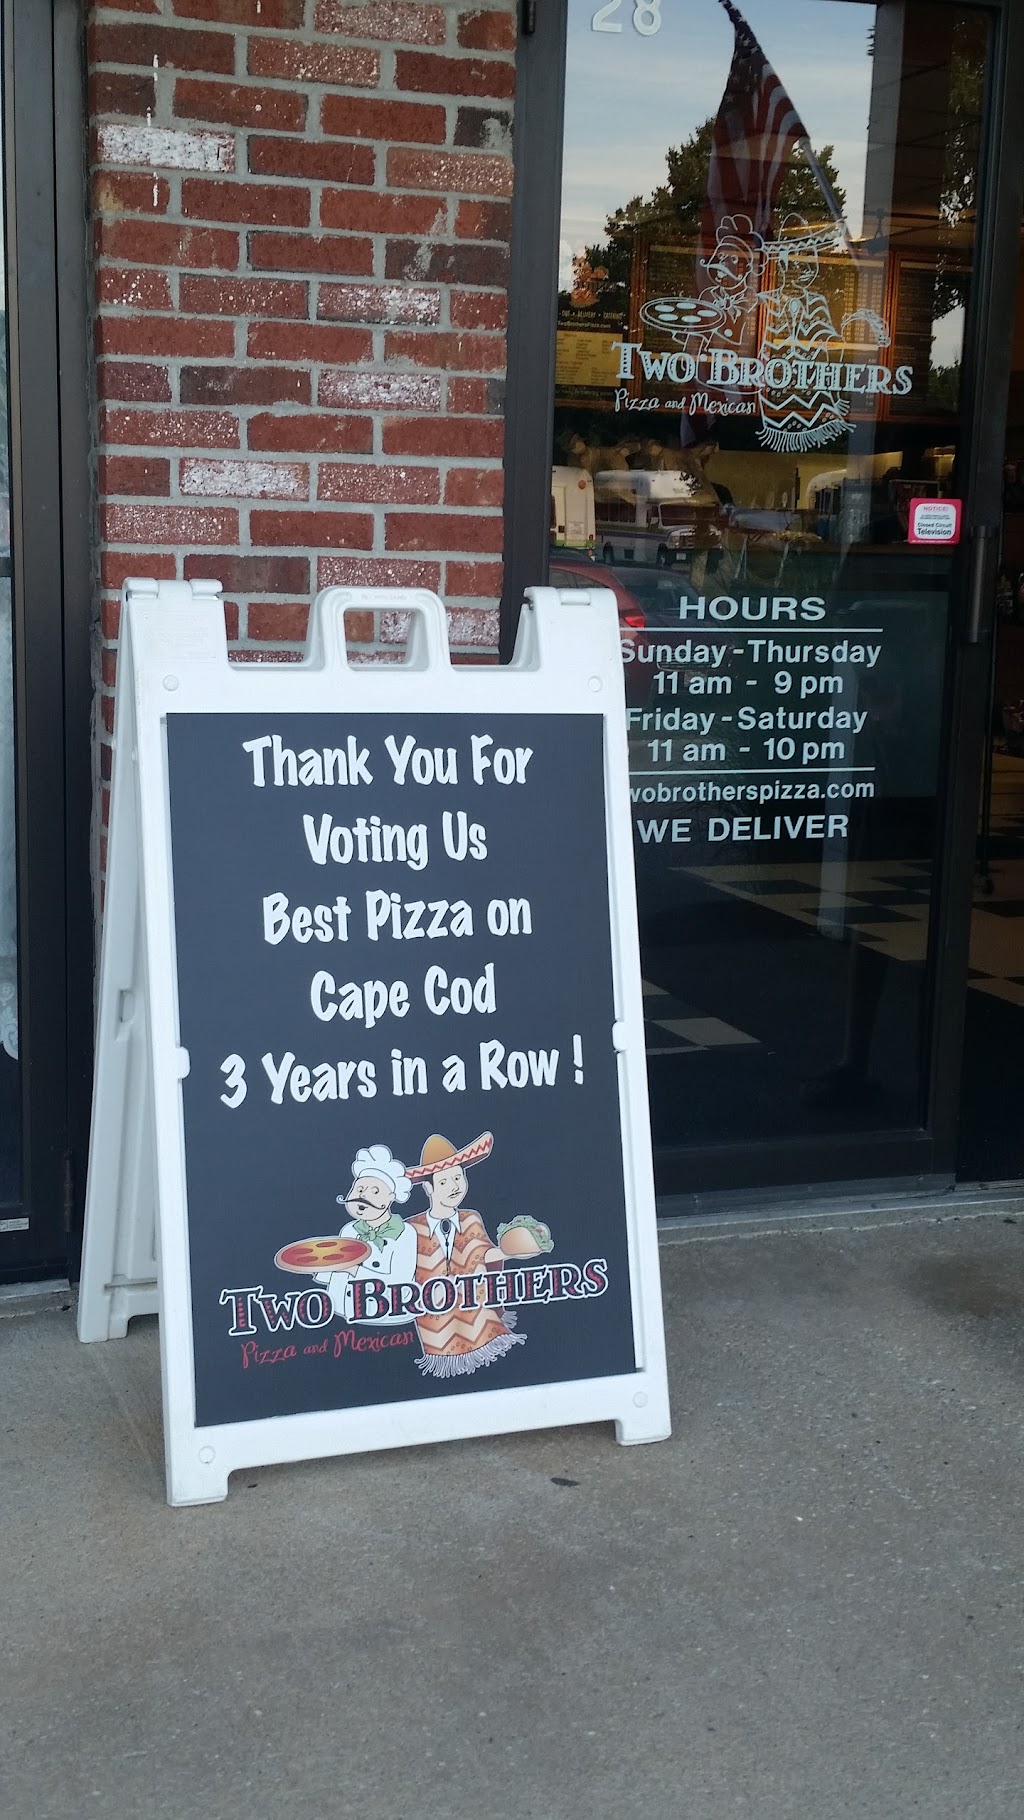 28
TWO BROTHERS
Pizza and Mexican
NOTICE!
Closed Circuit
Television
HOURS
Sunday - Thursday
11 am - 9 pm
Friday - Saturday
11 am - 10 pm
wobrotherspizza.com
WE DELIVER
Thank You For
Voting Us
Best Pizza on
Cape Cod
3 Years in a Row !
TWO BROTHERS
Pizza and Mexican